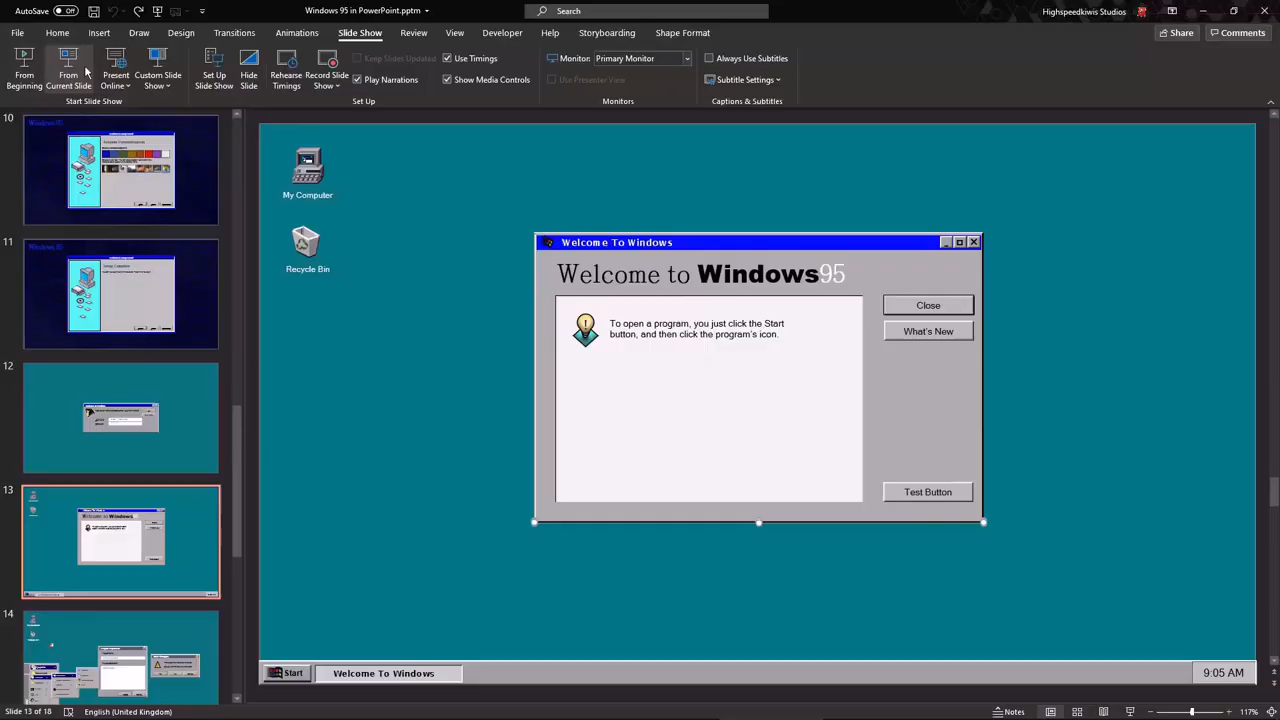 AutoSave Off
Windows 95 in PowerPoint.pptm
Search
Highspeedkiwis Studios
File Home Insert Draw Design Transitions Animations Slide Show Review View Developer Help Storyboarding Shape Format
Share Comments
From Beginning
From Current Slide
Present Online
Custom Slide Show
Set Up Slide Show
Hide Slide
Rehearse Timings
Record Slide Show
Keep Slides Updated
Play Narrations
Use Timings
Show Media Controls
Monitor: Primary Monitor
Use Presenter View
Always Use Subtitles
Subtitle Settings
Start Slide Show
Set Up
Monitors
Captions & Subtitles
10
Windows 95
11
Windows 95
12
13
14
My Computer
Recycle Bin
Welcome To Windows
Welcome to Windows95
To open a program, you just click the Start
button, and then click the program's icon.
Close
What's New
Test Button
Start
Welcome To Windows
9:05 AM
Slide 13 of 18
English (United Kingdom)
Notes
117%